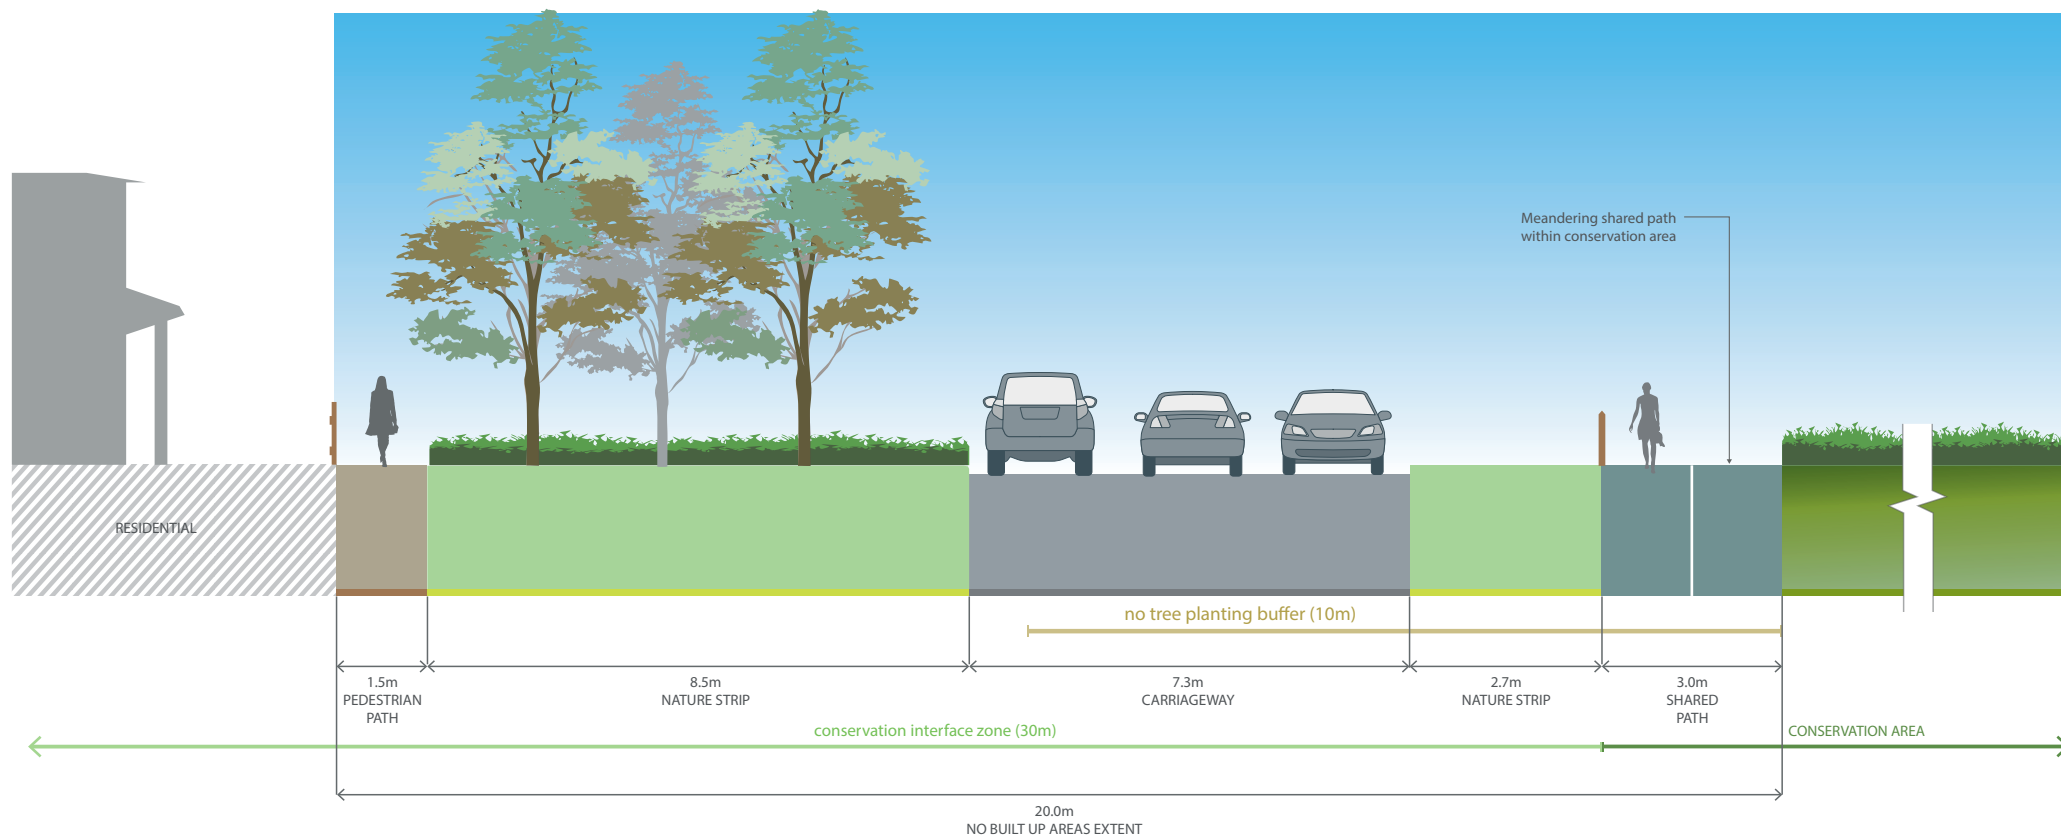 Meandering shared path
within conservation area
RESIDENTIAL
no tree planting buffer (10m)
1.5m
PEDESTRIAN
PATH
8.5m
NATURE STRIP
7.3m
CARRIAGEWAY
2.7m
NATURE STRIP
3.0m
SHARED
PATH
conservation interface zone (30m)
CONSERVATION AREA
20.0m
NO BUILT UP AREAS EXTENT